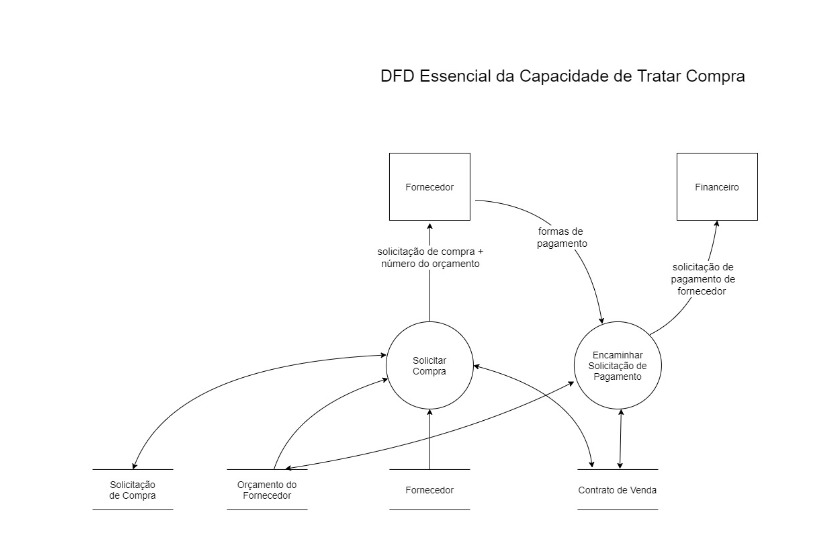 DFD Essencial da Capacidade de Tratar Compra
Fornecedor
Financeiro
formas de
pagamento
solicitação de compra +
número do orçamento
solicitação de
pagamento de
fornecedor
Solicitar
Compra
Encaminhar
Solicitação de
Pagamento
Solicitação
de Compra
Orçamento do
Fornecedor
Fornecedor
Contrato de Venda